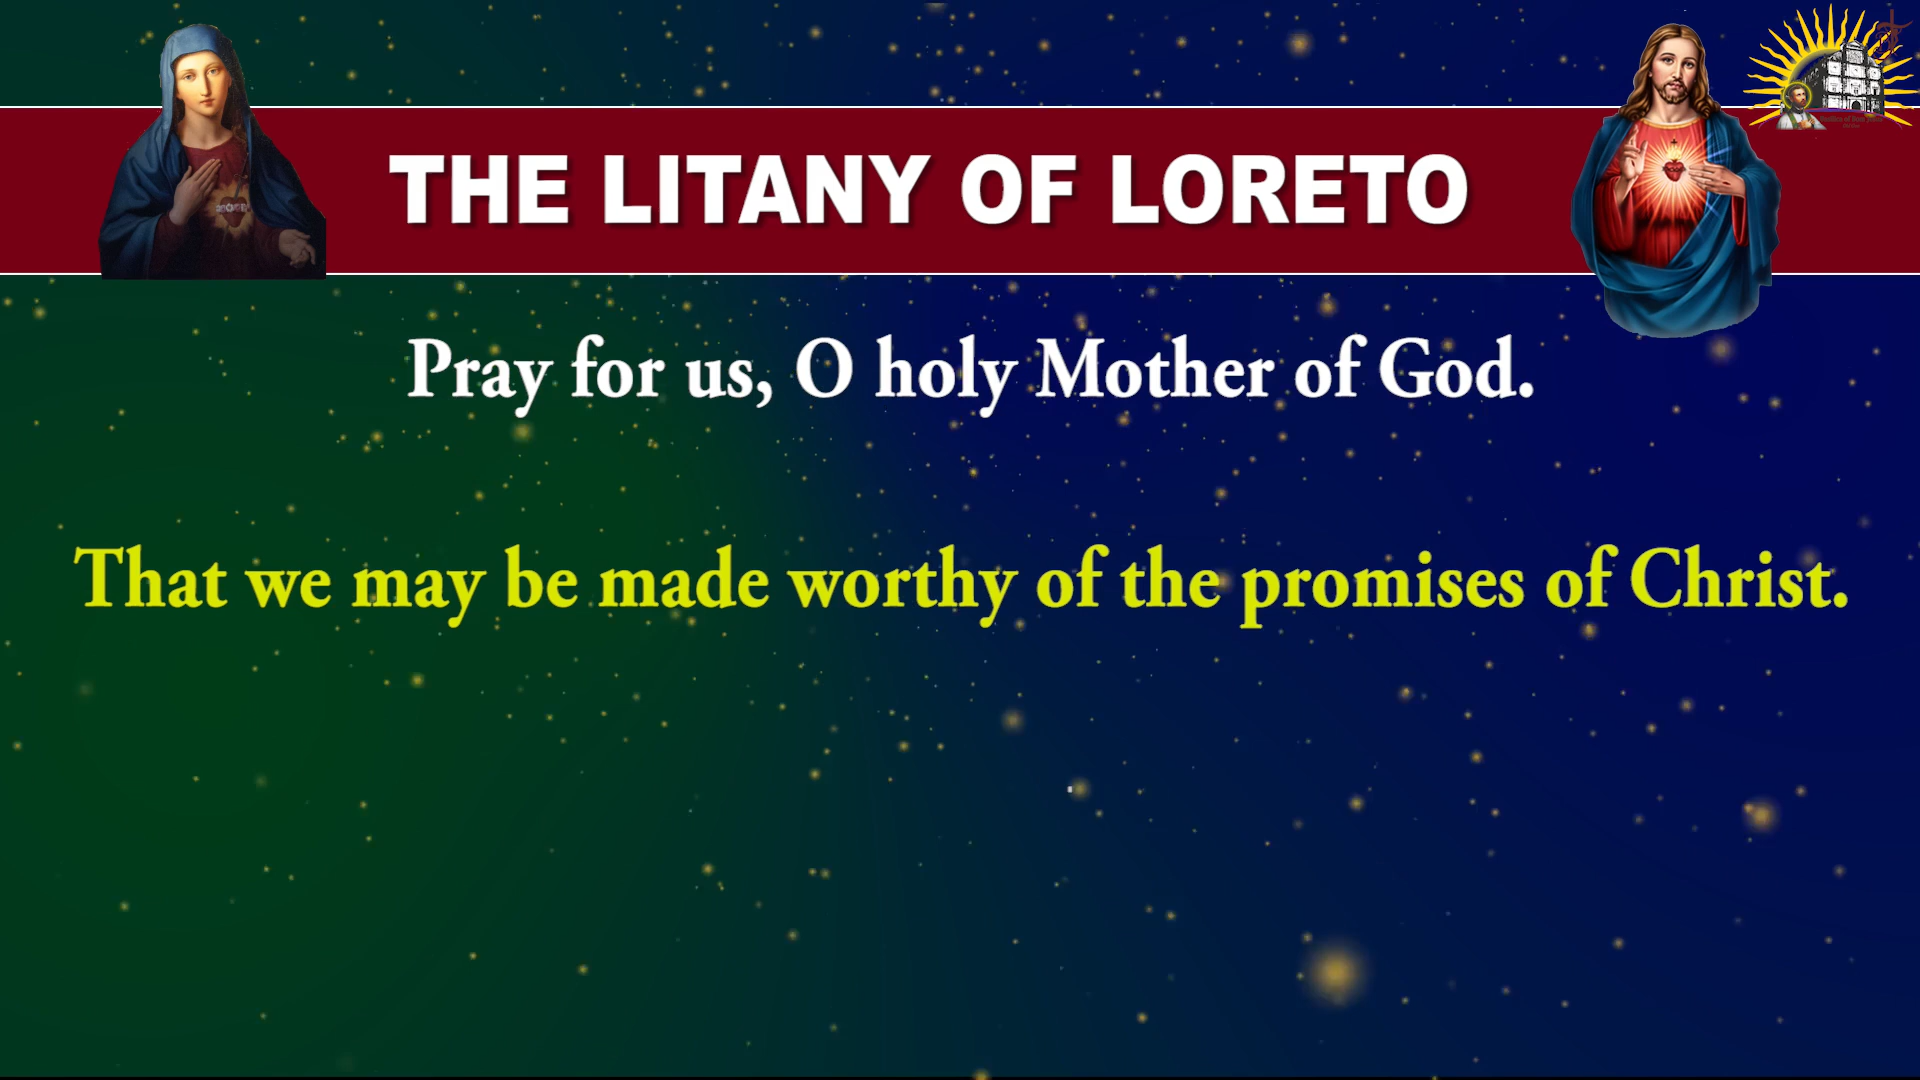 THE LITANY OF LORETO
Pray for us, O holy Mother of God.
That we may be made worthy of the promises of Christ.